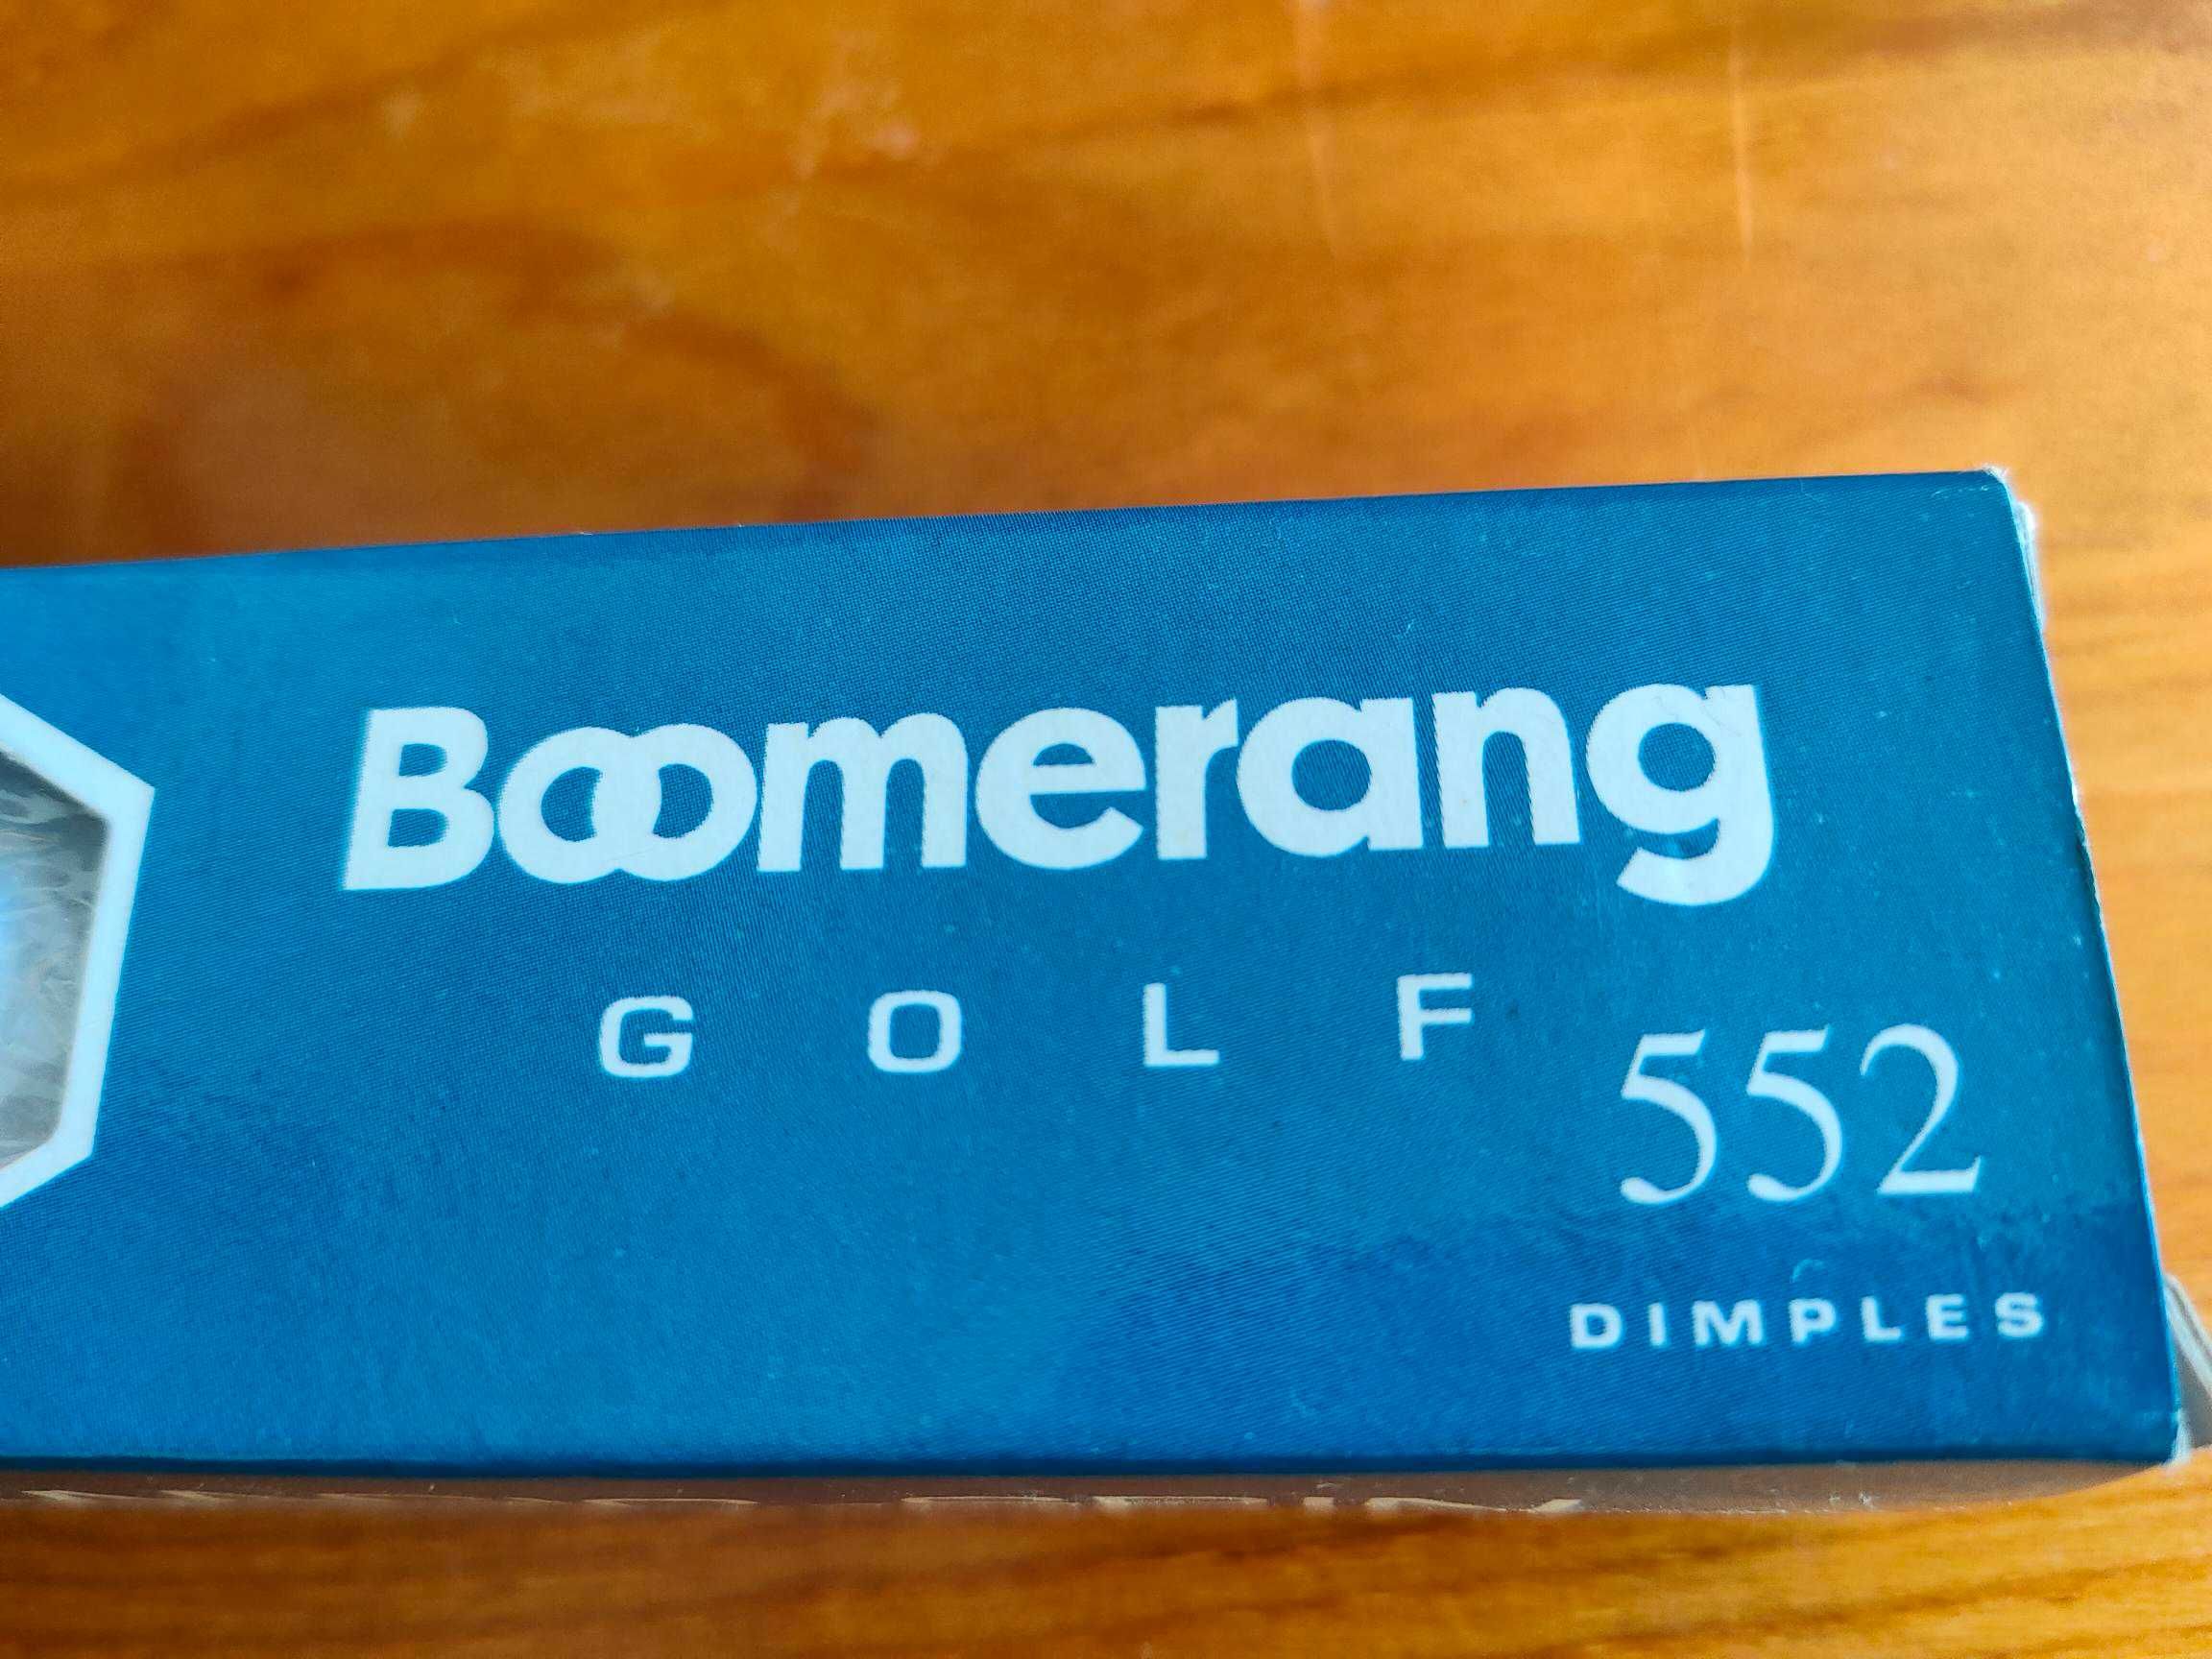 Boomerang
GOLF
552
DIMPLES